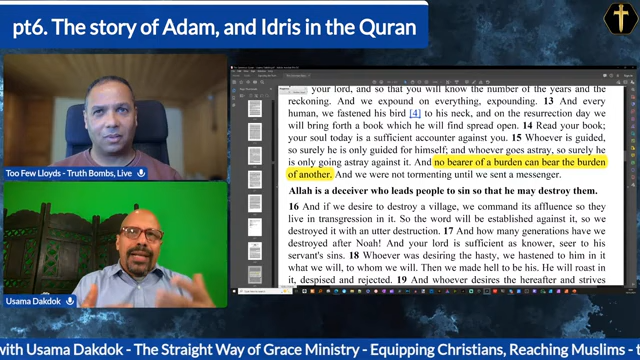 pt6. The story of Adam, and Idris in the Quran
Too Few Lloyds - Truth Bombs, Live
Usama Dakdok
your lord, and so that you will know the number of the years and the
reckoning. And we expound on everything, expounding. 13 And every
human, we fastened his bird [4] to his neck, and on the resurrection day we
will bring forth a book which he will find spread open. 14 Read your book;
your soul today is a sufficient accounter against you. 15 Whoever is guided,
so surely he is only guided for himself; and whoever goes astray, so surely he
is only going astray against it. And no bearer of a burden can bear the burden
of another. And we were not tormenting until we sent a messenger.
Allah is a deceiver who leads people to sin so that he may destroy them.
16 And if we desire to destroy a village, we command its affluence so they
live in transgression in it. So the word will be established against it, so we
destroyed it with an utter destruction. 17 And how many generations have we
destroyed after Noah! And your lord is sufficient as knower, seer to his
servant's sins. 18 Whoever was desiring the hasty, we hastened to him in it
what we will, to whom we will. Then we made hell to be his. He will roast in
it, despised and rejected. 19 And whoever desires the hereafter and strives
with Usama Dakdok - The Straight Way of Grace Ministry - Equipping Christians, Reaching Muslims -